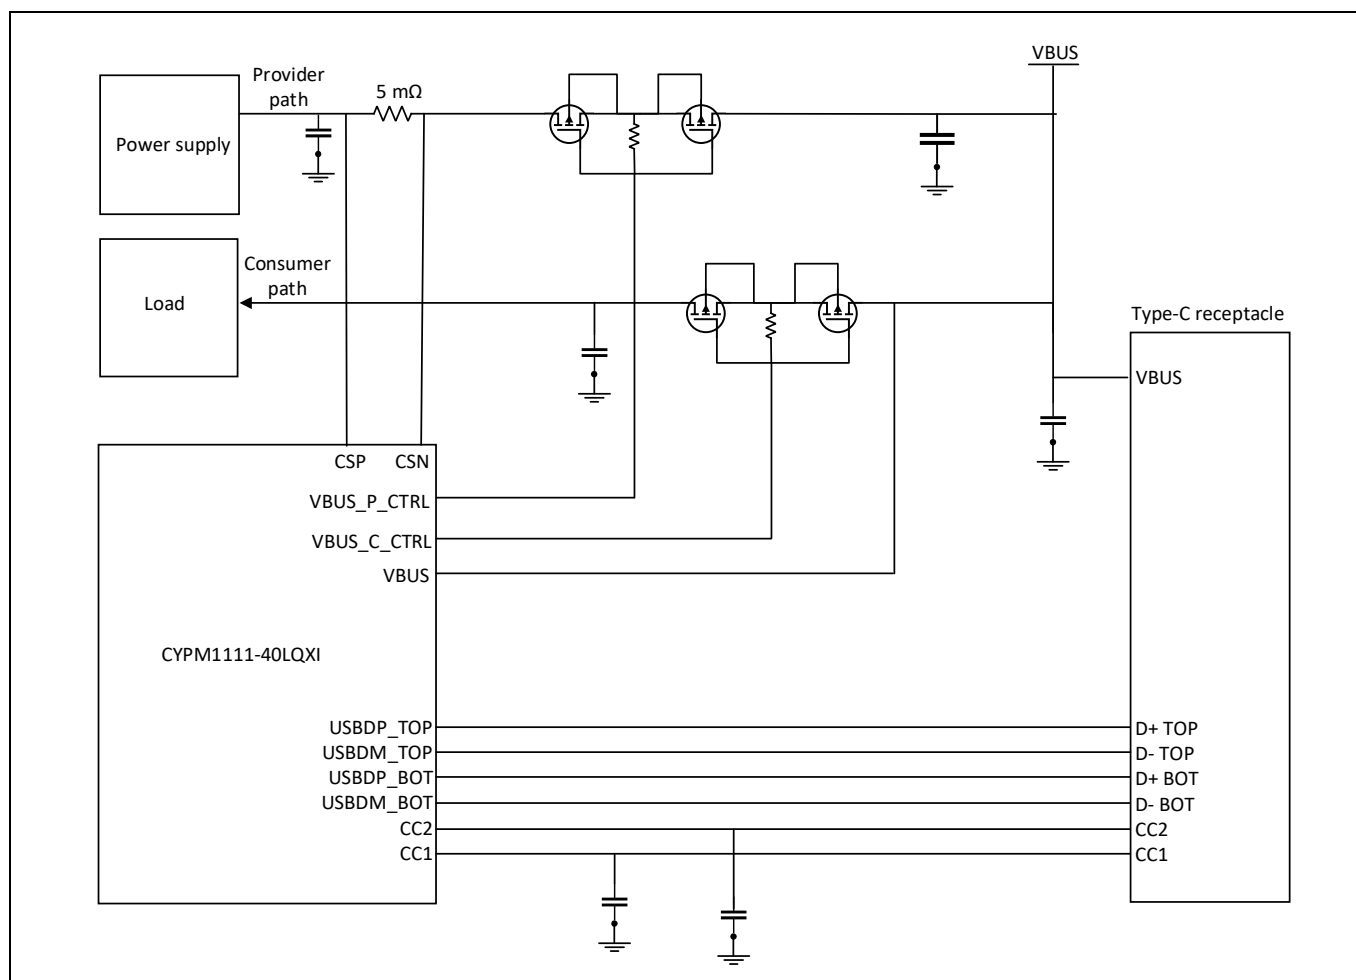 VBUS
Provider
path
5 mΩ
Power supply
Consumer
path
Load
Type-C receptacle
VBUS
CSP
CSN
VBUS_P_CTRL
VBUS_C_CTRL
VBUS
CYPM1111-40LQXI
USBDP_TOP
USBDM_TOP
USBDP_BOT
USBDM_BOT
CC2
CC1
D+ TOP
D- TOP
D+ BOT
D- BOT
CC2
CC1